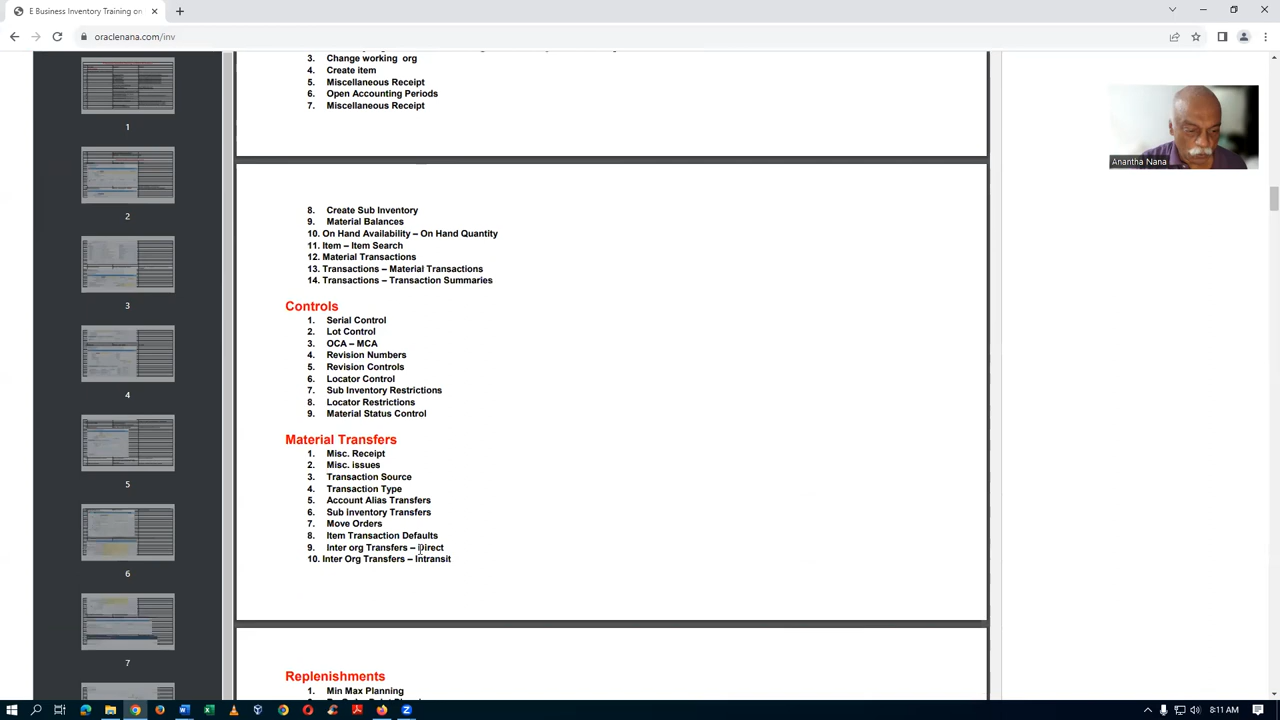 E Business Inventory Training on
oraclenana.com/inv
3. Change working org
4. Create item
5. Miscellaneous Receipt
6. Open Accounting Periods
7. Miscellaneous Receipt
8. Create Sub Inventory
9. Material Balances
10. On Hand Availability – On Hand Quantity
11. Item – Item Search
12. Material Transactions
13. Transactions – Material Transactions
14. Transactions – Transaction Summaries
Controls
1. Serial Control
2. Lot Control
3. OCA – MCA
4. Revision Numbers
5. Revision Controls
6. Locator Control
7. Sub Inventory Restrictions
8. Locator Restrictions
9. Material Status Control
Material Transfers
1. Misc. Receipt
2. Misc. issues
3. Transaction Source
4. Transaction Type
5. Account Alias Transfers
6. Sub inventory Transfers
7. Move Orders
8. Item Transaction Defaults
9. Inter org Transfers – Direct
10. Inter Org Transfers – Intransit
Replenishments
1. Min Max Planning
1
2
3
4
5
6
7
Anantha Nana
8:11 AM